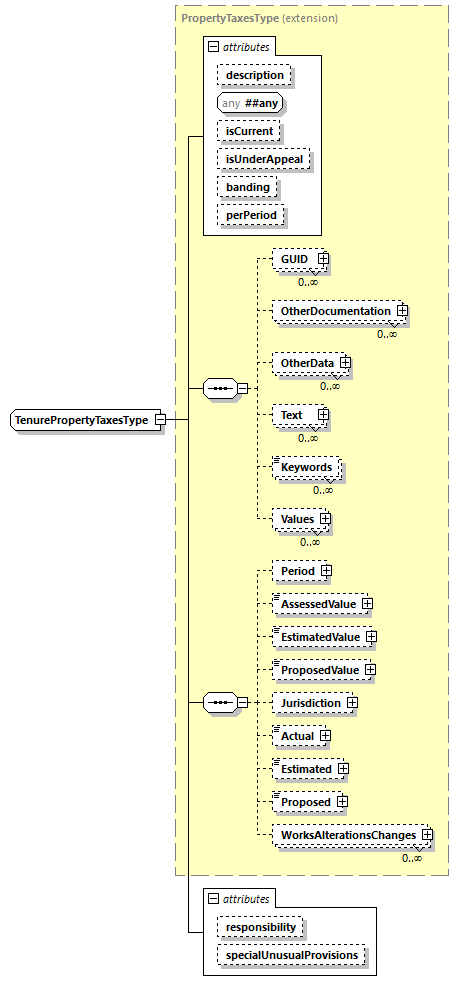 PropertyTaxesType (extension)
attributes
description
any ##any
isCurrent
isUnderAppeal
banding
perPeriod
GUID
0..∞
OtherDocumentation
0..∞
OtherData
0..∞
TenurePropertyTaxesType
Text
0..∞
Keywords
0..∞
Values
0..∞
Period
AssessedValue
EstimatedValue
ProposedValue
Jurisdiction
Actual
Estimated
Proposed
WorksAlterationsChanges
0..∞
attributes
responsibility
specialUnusualProvisions